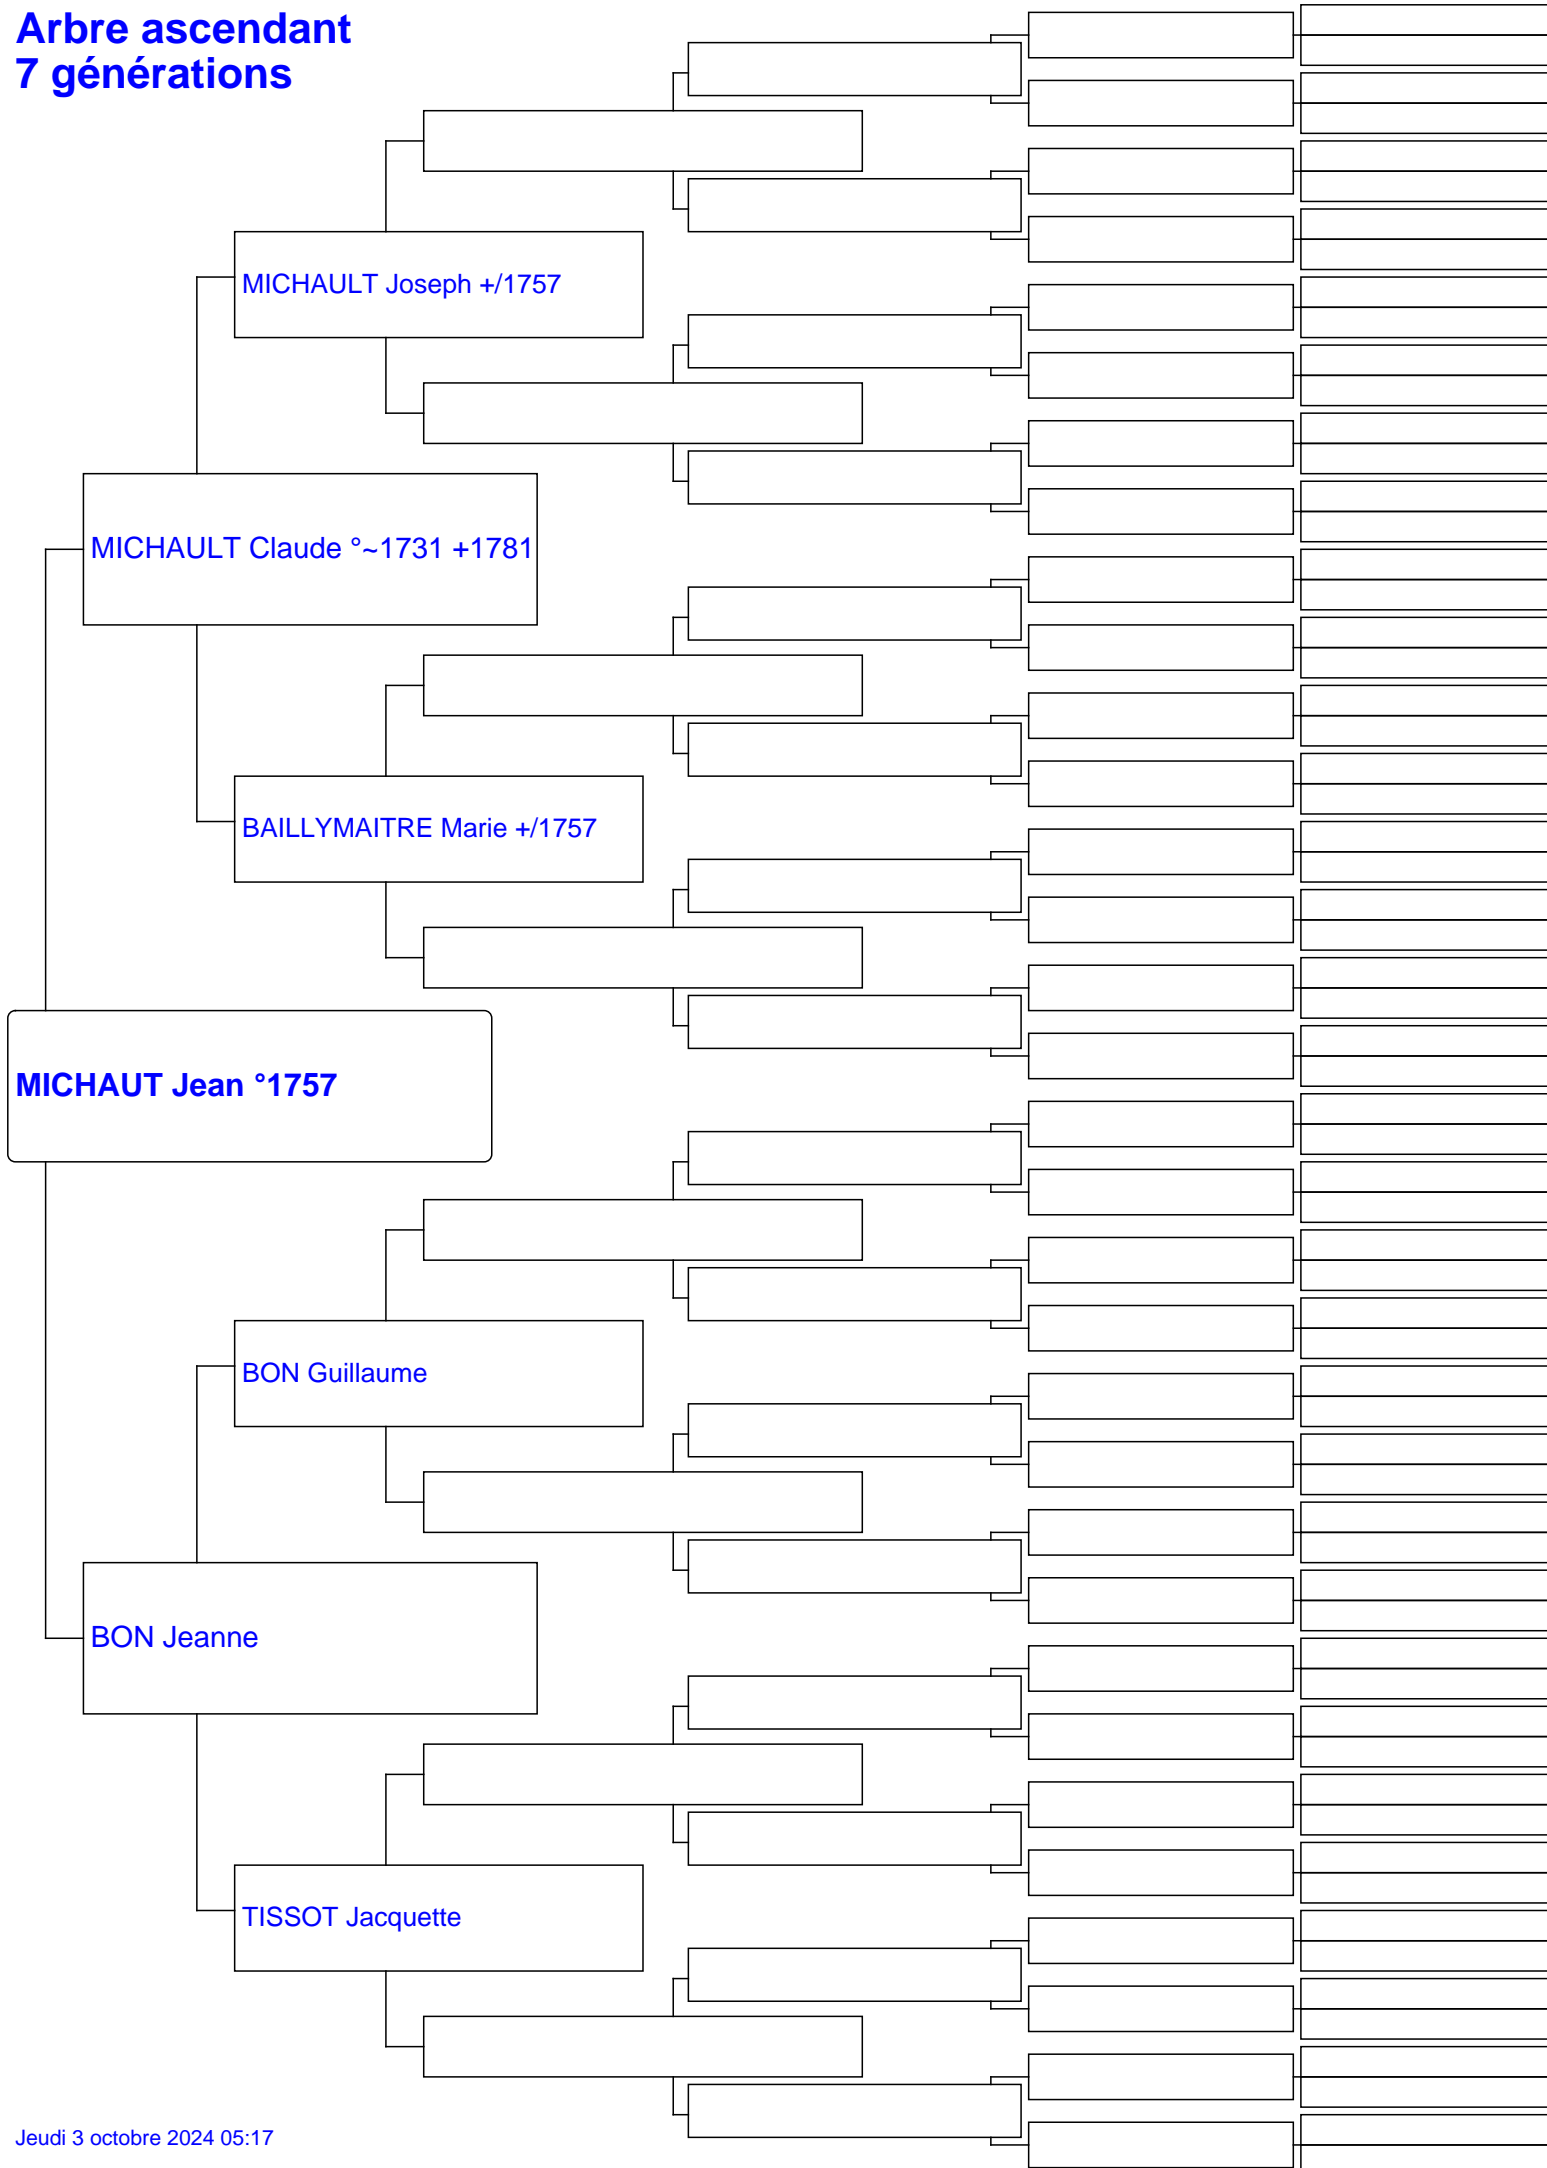 Arbre ascendant
7 générations
MICHAULT Joseph +/1757
MICHAULT Claude °~1731 +1781
BAILLYMAITRE Marie +/1757
MICHAUT Jean °1757
BON Guillaume
BON Jeanne
TISSOT Jacquette
Jeudi 3 octobre 2024 05:17